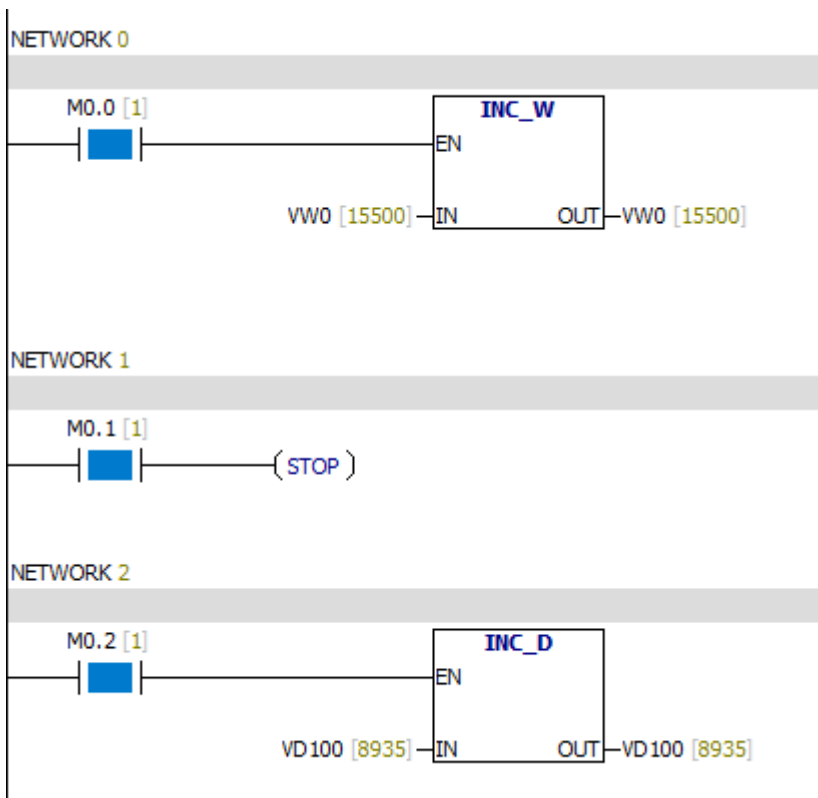 NETWORK 0
M0.0 [1]
INC_W
EN
VW0 [15500] IN OUT VW0 [15500]
NETWORK 1
M0.1 [1]
STOP
NETWORK 2
M0.2 [1]
INC_D
EN
VD100 [8935] IN OUT VD100 [8935]